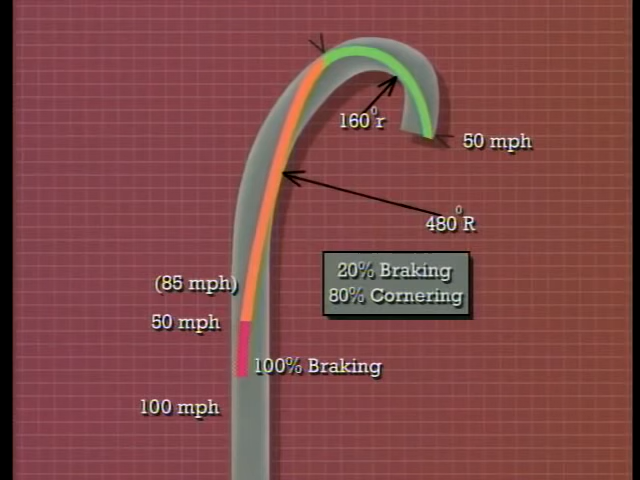 160°r
50 mph
480°R
20% Braking
80% Cornering
(85 mph)
50 mph
100% Braking
100 mph